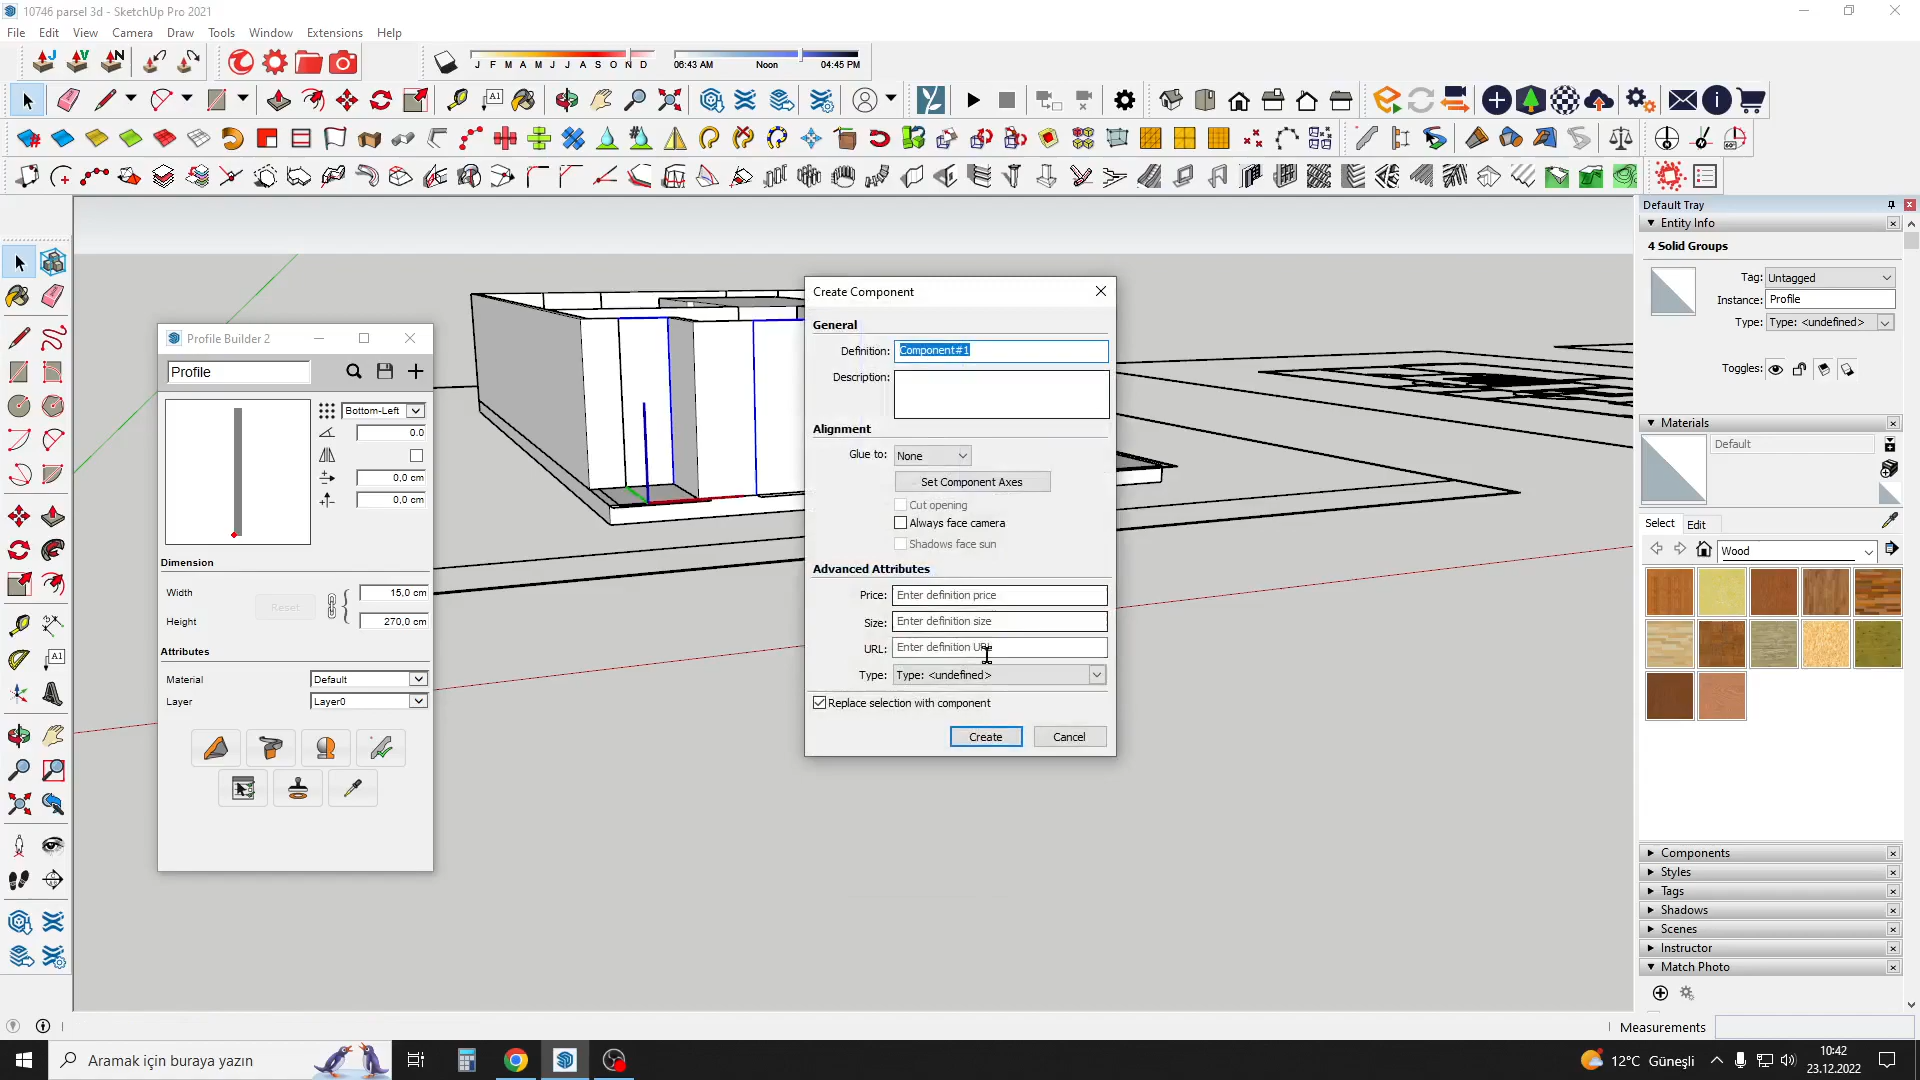 10746 parsel 3d - SketchUp Pro 2021
File Edit View Camera Draw Tools Window Extensions Help
J F M A M J J A S O N D
06:43 AM Noon 04:45 PM
Default Tray
Entity Info
4 Solid Groups
Tag: Untagged
Instance: Profile
Type: Type: <undefined>
Toggles:
Materials
Default
Select Edit
Wood
Components
Styles
Tags
Shadows
Scenes
Instructor
Match Photo
Profile Builder 2
Profile
Bottom-Left
0.0
0,0 cm
0,0 cm
Dimension
Width 15,0 cm
Reset
Height 270,0 cm
Attributes
Material Default
Layer Layer0
Create Component
General
Definition: Component#1
Description:
Alignment
Glue to: None
Set Component Axes
Cut opening
Always face camera
Shadows face sun
Advanced Attributes
Price: Enter definition price
Size: Enter definition size
URL: Enter definition URL
Type: Type: <undefined>
Replace selection with component
Create Cancel
Measurements
Aramak için buraya yazın
12°C Güneşli
10:42
23.12.2022